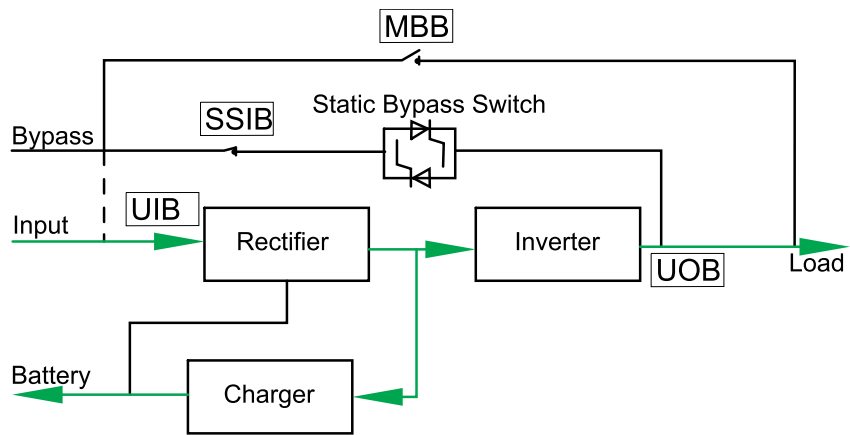 MBB
Static Bypass Switch
SSIB
Bypass
UIB
Input
Rectifier
Inverter
UOB
Load
Battery
Charger